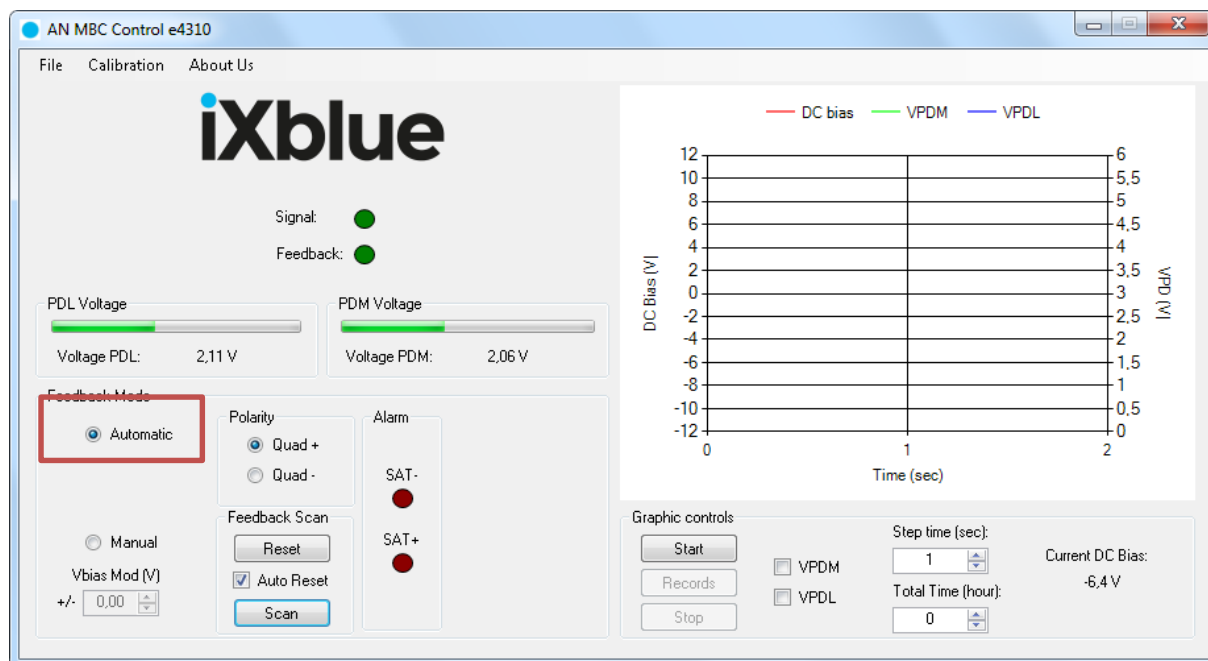 AN MBC Control e4310
File Calibration About Us
iXblue
Signal:
Feedback:
PDL Voltage
Voltage PDL: 2,11 V
PDM Voltage
Voltage PDM: 2,06 V
Feedback Mode
Automatic
Manual
Vbias Mod (V)
+/- 0,00
Polarity
Quad +
Quad -
Feedback Scan
Reset
Auto Reset
Scan
Alarm
SAT-
SAT+
DC bias VPDM VPDL
12
10
8
6
4
2
0
-2
-4
-6
-8
-10
-12
DC Bias (V)
6
5,5
5
4,5
4
3,5
3
2,5
2
1,5
1
0,5
0
VPD (V)
0 1 2
Time (sec)
Graphic controls
Start
Records
Stop
VPDM
VPDL
Step time (sec):
1
Total Time (hour):
0
Current DC Bias:
-6,4 V